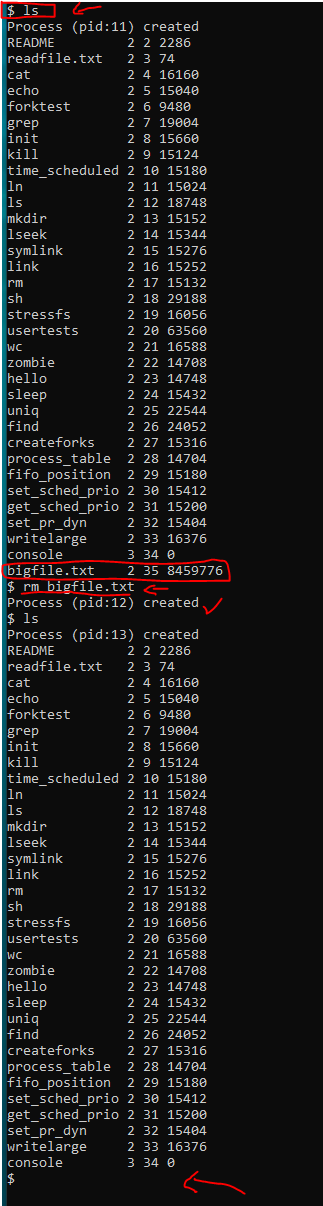 $ ls
Process (pid:11) created
README 2 2 2286
readfile.txt 2 3 74
cat 2 4 16160
echo 2 5 15040
forktest 2 6 9480
grep 2 7 19004
init 2 8 15660
kill 2 9 15124
time_scheduled 2 10 15180
ln 2 11 15024
ls 2 12 18748
mkdir 2 13 15152
lseek 2 14 15344
symlink 2 15 15276
link 2 16 15252
rm 2 17 15132
sh 2 18 29188
stressfs 2 19 16056
usertests 2 20 63560
wc 2 21 16588
zombie 2 22 14708
hello 2 23 14748
sleep 2 24 15432
uniq 2 25 22544
find 2 26 24052
createforks 2 27 15316
process_table 2 28 14704
fifo_position 2 29 15180
set_sched_prio 2 30 15412
get_sched_prio 2 31 15200
set_pr_dyn 2 32 15404
writelarge 2 33 16376
console 3 34 0
bigfile.txt 2 35 8459776
$ rm bigfile.txt
Process (pid:12) created
$ ls
Process (pid:13) created
README 2 2 2286
readfile.txt 2 3 74
cat 2 4 16160
echo 2 5 15040
forktest 2 6 9480
grep 2 7 19004
init 2 8 15660
kill 2 9 15124
time_scheduled 2 10 15180
ln 2 11 15024
ls 2 12 18748
mkdir 2 13 15152
lseek 2 14 15344
symlink 2 15 15276
link 2 16 15252
rm 2 17 15132
sh 2 18 29188
stressfs 2 19 16056
usertests 2 20 63560
wc 2 21 16588
zombie 2 22 14708
hello 2 23 14748
sleep 2 24 15432
uniq 2 25 22544
find 2 26 24052
createforks 2 27 15316
process_table 2 28 14704
fifo_position 2 29 15180
set_sched_prio 2 30 15412
get_sched_prio 2 31 15200
set_pr_dyn 2 32 15404
writelarge 2 33 16376
console 3 34 0
$